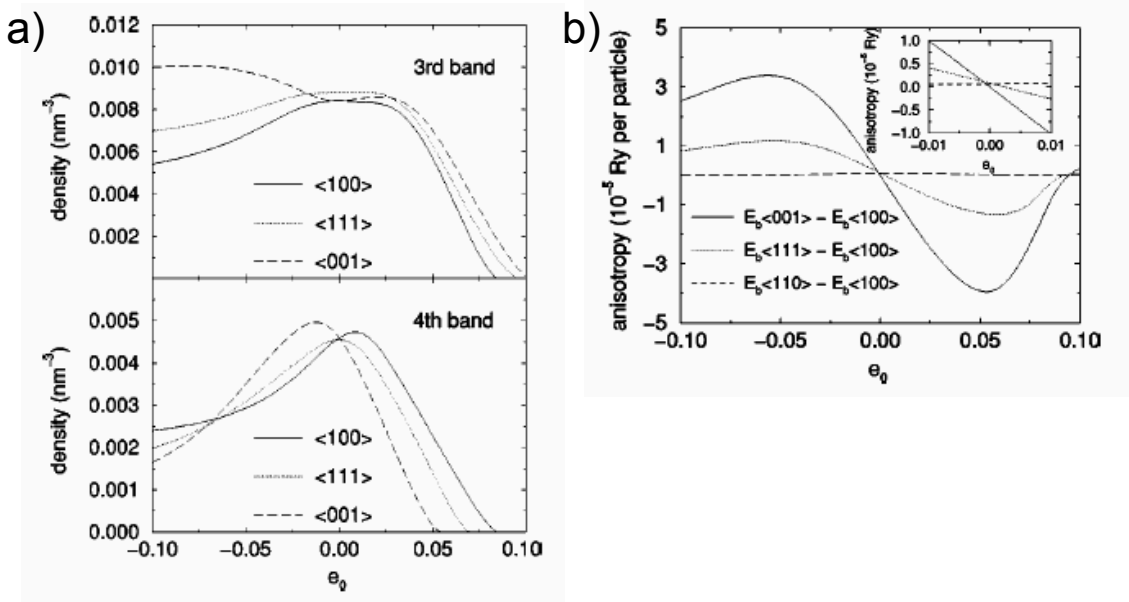 a)
0.012
0.010
0.008
0.006
0.004
0.002
density (nm⁻³)
3rd band
<100>
<111>
<001>
0.005
0.004
0.003
0.002
0.001
0.000
density (nm⁻³)
4th band
<100>
<111>
<001>
−0.10 −0.05 0.00 0.05 0.10
e₀
b)
5
3
1
−1
−3
−5
anisotropy (10⁻⁵ Ry per particle)
1.0
0.5
0.0
−0.5
−1.0
anisotropy (10⁻⁵ Ry)
−0.01 0.00 0.01
e₀
E_b<001> − E_b<100>
E_b<111> − E_b<100>
E_b<110> − E_b<100>
−0.10 −0.05 0.00 0.05 0.10
e₀